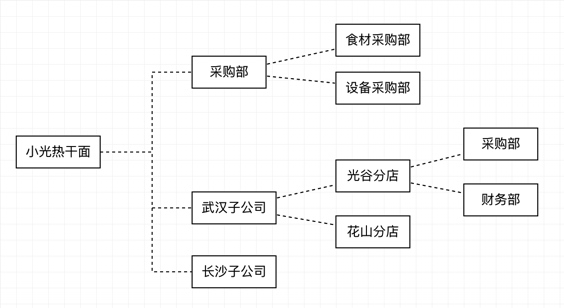 食材采购部
采购部
设备采购部
小光热干面
采购部
光谷分店
武汉子公司
财务部
花山分店
长沙子公司